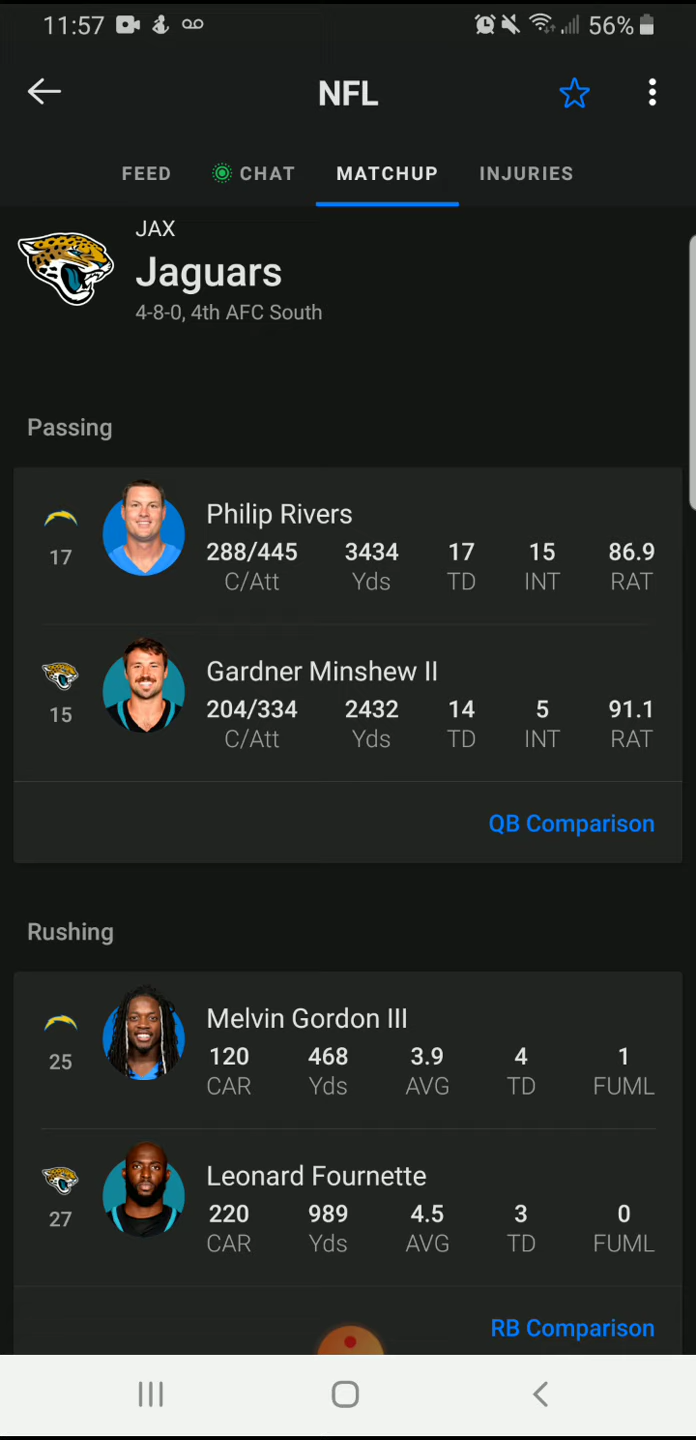 11:57 56%
NFL
FEED CHAT MATCHUP INJURIES
JAX
Jaguars
4-8-0, 4th AFC South
Passing
Philip Rivers
17 288/445 3434 17 15 86.9
C/Att Yds TD INT RAT
Gardner Minshew II
15 204/334 2432 14 5 91.1
C/Att Yds TD INT RAT
QB Comparison
Rushing
Melvin Gordon III
25 120 468 3.9 4 1
CAR Yds AVG TD FUML
Leonard Fournette
27 220 989 4.5 3 0
CAR Yds AVG TD FUML
RB Comparison